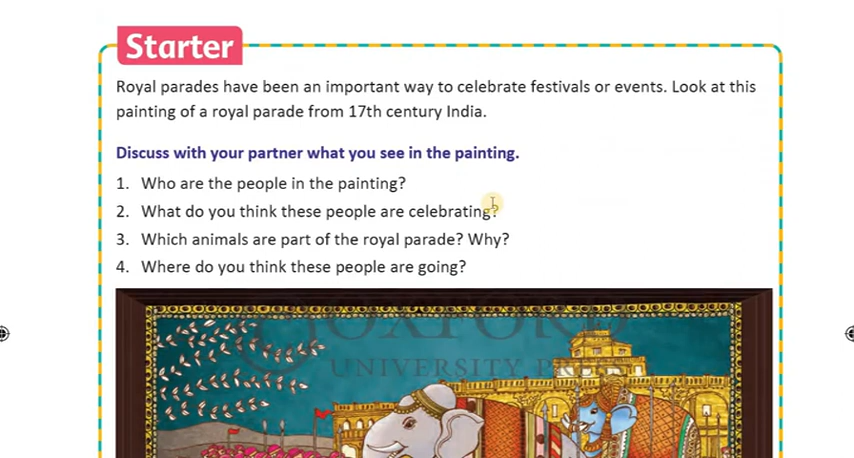 Starter
Royal parades have been an important way to celebrate festivals or events. Look at this
painting of a royal parade from 17th century India.
Discuss with your partner what you see in the painting.
1. Who are the people in the painting?
2. What do you think these people are celebrating?
3. Which animals are part of the royal parade? Why?
4. Where do you think these people are going?
OXFORD
UNIVERSITY PRESS